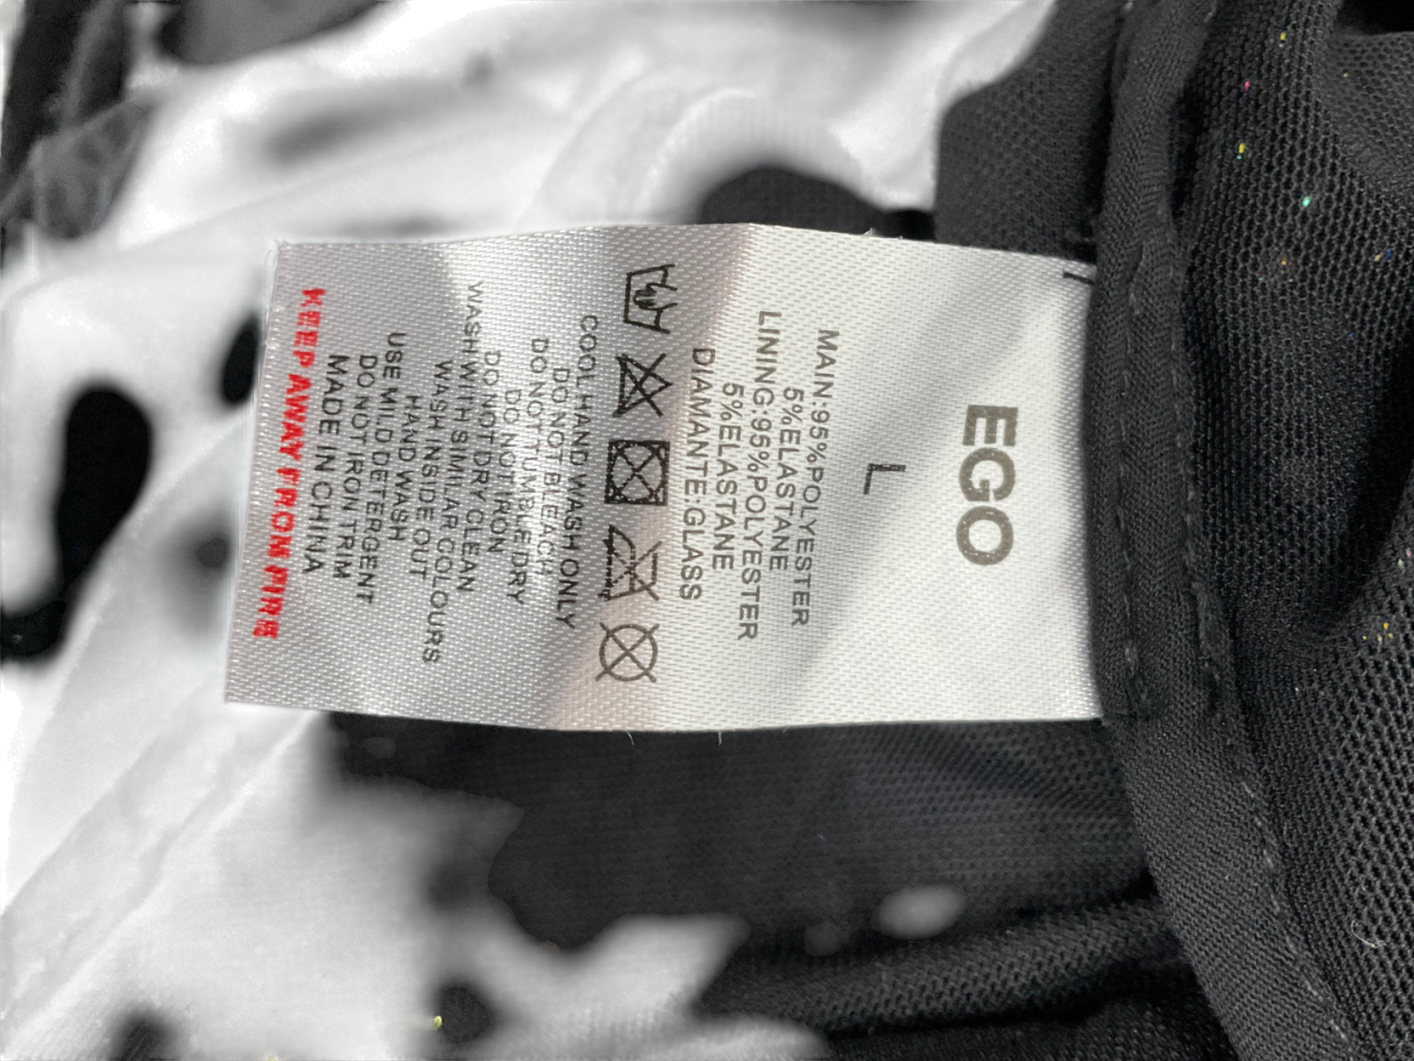 EGO
L
MAIN:95%POLYESTER
5%ELASTANE
LINING:95%POLYESTER
5%ELASTANE
DIAMANTE:GLASS
COOL HAND WASH ONLY
DO NOT BLEACH
DO NOT TUMBLE DRY
DO NOT IRON
DO NOT DRY CLEAN
WASH WITH SIMILAR COLOURS
WASH INSIDE OUT
HAND WASH
USE MILD DETERGENT
DO NOT IRON TRIM
MADE IN CHINA
KEEP AWAY FROM FIRE